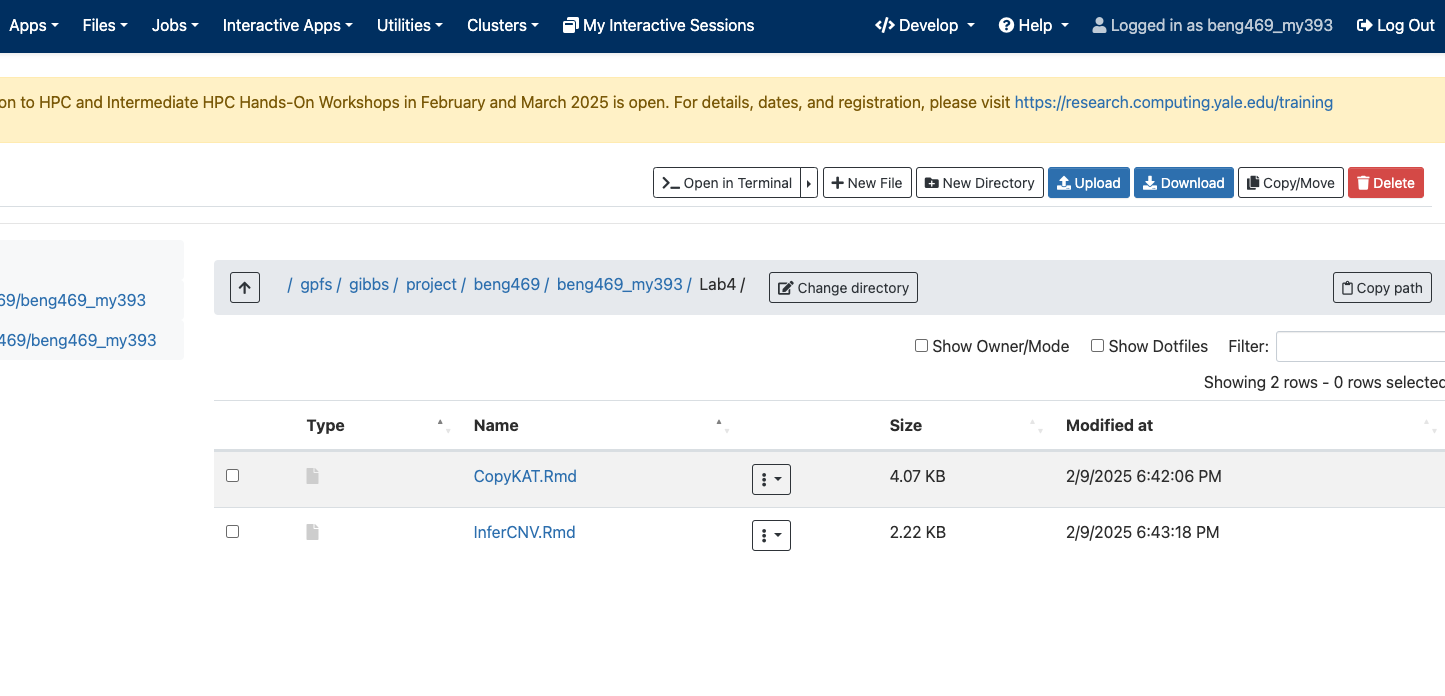 Apps Files Jobs Interactive Apps Utilities Clusters My Interactive Sessions </> Develop Help Logged in as beng469_my393 Log Out
on to HPC and Intermediate HPC Hands-On Workshops in February and March 2025 is open. For details, dates, and registration, please visit https://research.computing.yale.edu/training
>_ Open in Terminal + New File New Directory Upload Download Copy/Move Delete
/ gpfs / gibbs / project / beng469 / beng469_my393 / Lab4 / Change directory Copy path
69/beng469_my393
469/beng469_my393
Show Owner/Mode Show Dotfiles Filter:
Showing 2 rows - 0 rows selected
Type Name Size Modified at
CopyKAT.Rmd 4.07 KB 2/9/2025 6:42:06 PM
InferCNV.Rmd 2.22 KB 2/9/2025 6:43:18 PM